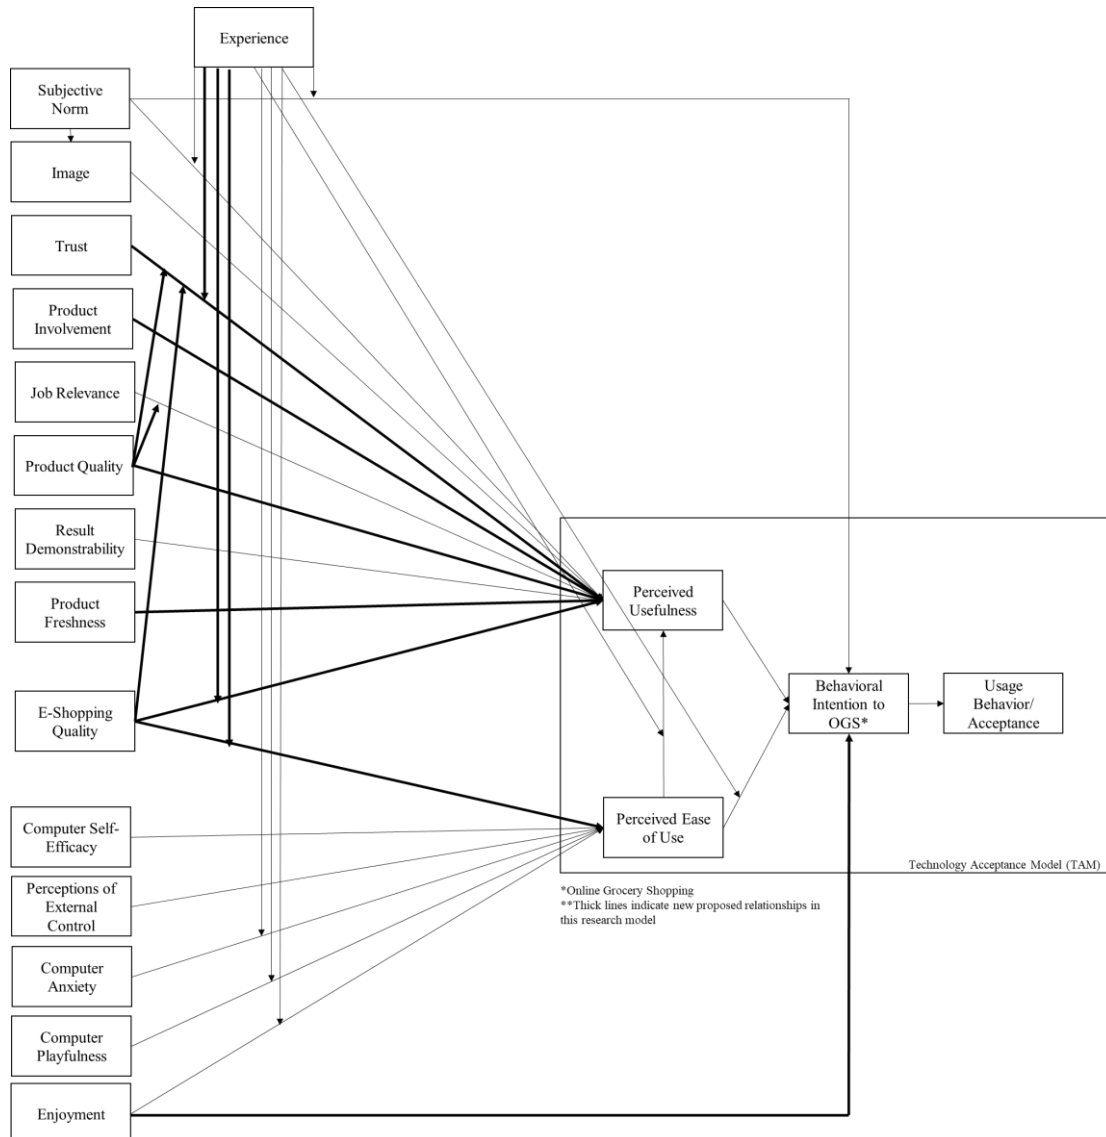 Experience
Subjective
Norm
Image
Trust
Product
Involvement
Job Relevance
Product Quality
Result
Demonstrability
Product
Freshness
E-Shopping
Quality
Computer Self-
Efficacy
Perceptions of
External
Control
Computer
Anxiety
Computer
Playfulness
Enjoyment
Perceived
Usefulness
Perceived Ease
of Use
Behavioral
Intention to
OGS*
Usage
Behavior/
Acceptance
Technology Acceptance Model (TAM)
*Online Grocery Shopping
**Thick lines indicate new proposed relationships in
this research model